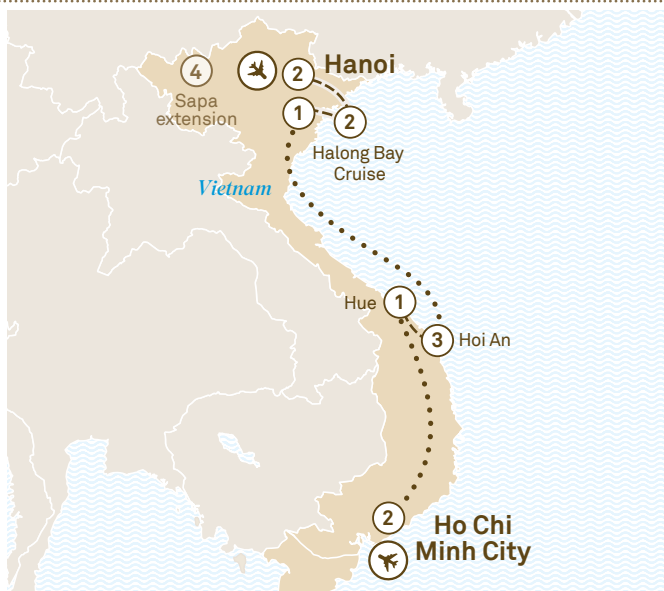 4
2
Hanoi
Sapa
extension
1
2
Halong Bay
Cruise
Vietnam
Hue
1
3
Hoi An
2
Ho Chi
Minh City